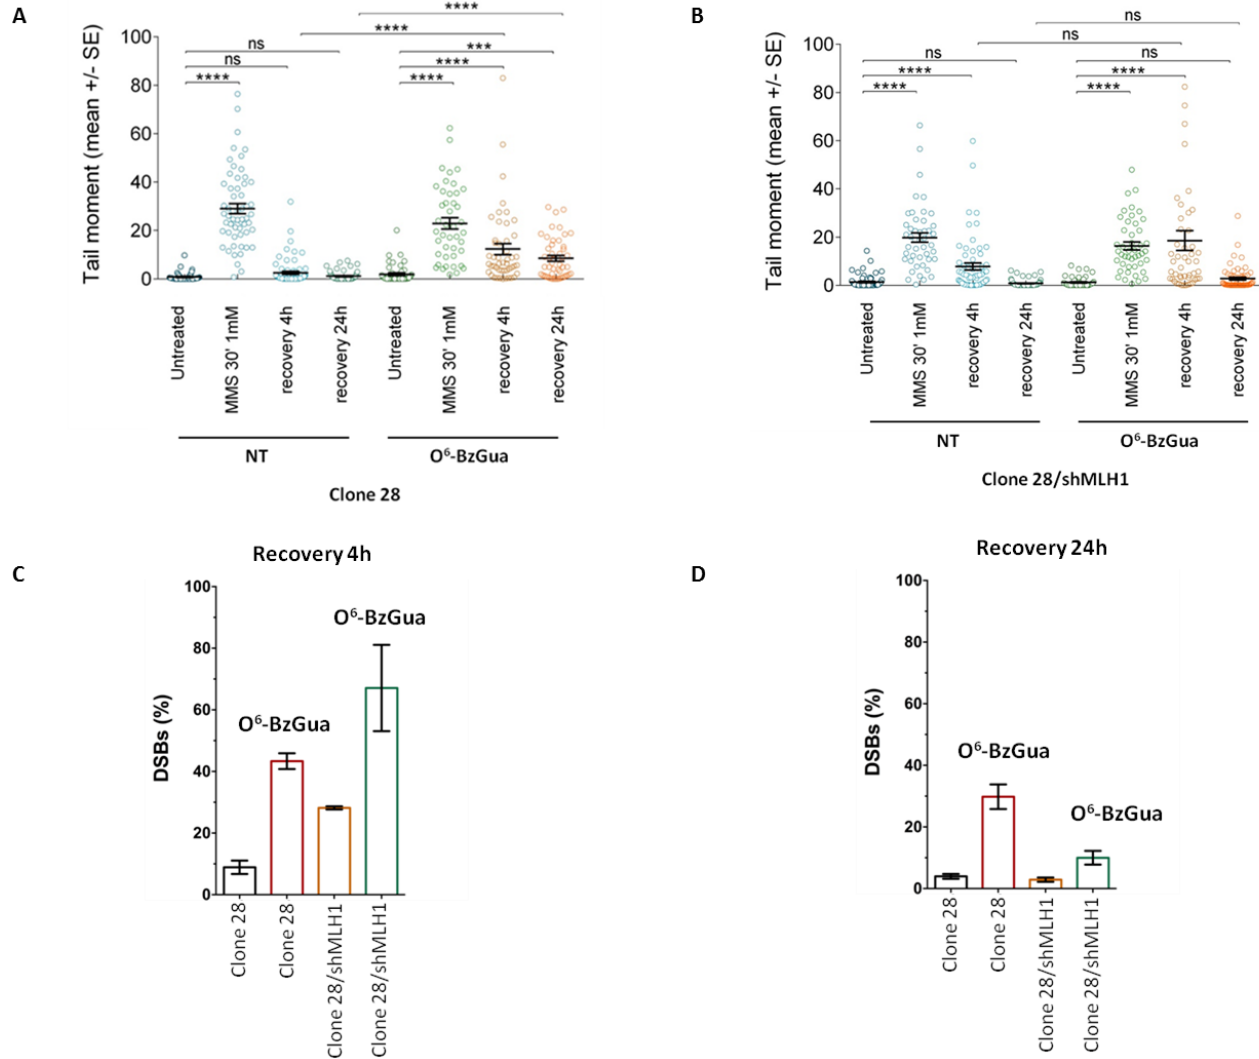 A
Tail moment (mean +/- SE)
100
80
60
40
20
0
****
****
ns
***
ns
****
****
****
Untreated
MMS 30' 1mM
recovery 4h
recovery 24h
Untreated
MMS 30' 1mM
recovery 4h
recovery 24h
NT
O⁶-BzGua
Clone 28
B
Tail moment (mean +/- SE)
100
80
60
40
20
0
ns
ns
ns
ns
****
****
****
****
Untreated
MMS 30' 1mM
recovery 4h
recovery 24h
Untreated
MMS 30' 1mM
recovery 4h
recovery 24h
NT
O⁶-BzGua
Clone 28/shMLH1
C
Recovery 4h
DSBs (%)
100
80
60
40
20
0
O⁶-BzGua
O⁶-BzGua
Clone 28
Clone 28
Clone 28/shMLH1
Clone 28/shMLH1
D
Recovery 24h
DSBs (%)
100
80
60
40
20
0
O⁶-BzGua
O⁶-BzGua
Clone 28
Clone 28
Clone 28/shMLH1
Clone 28/shMLH1